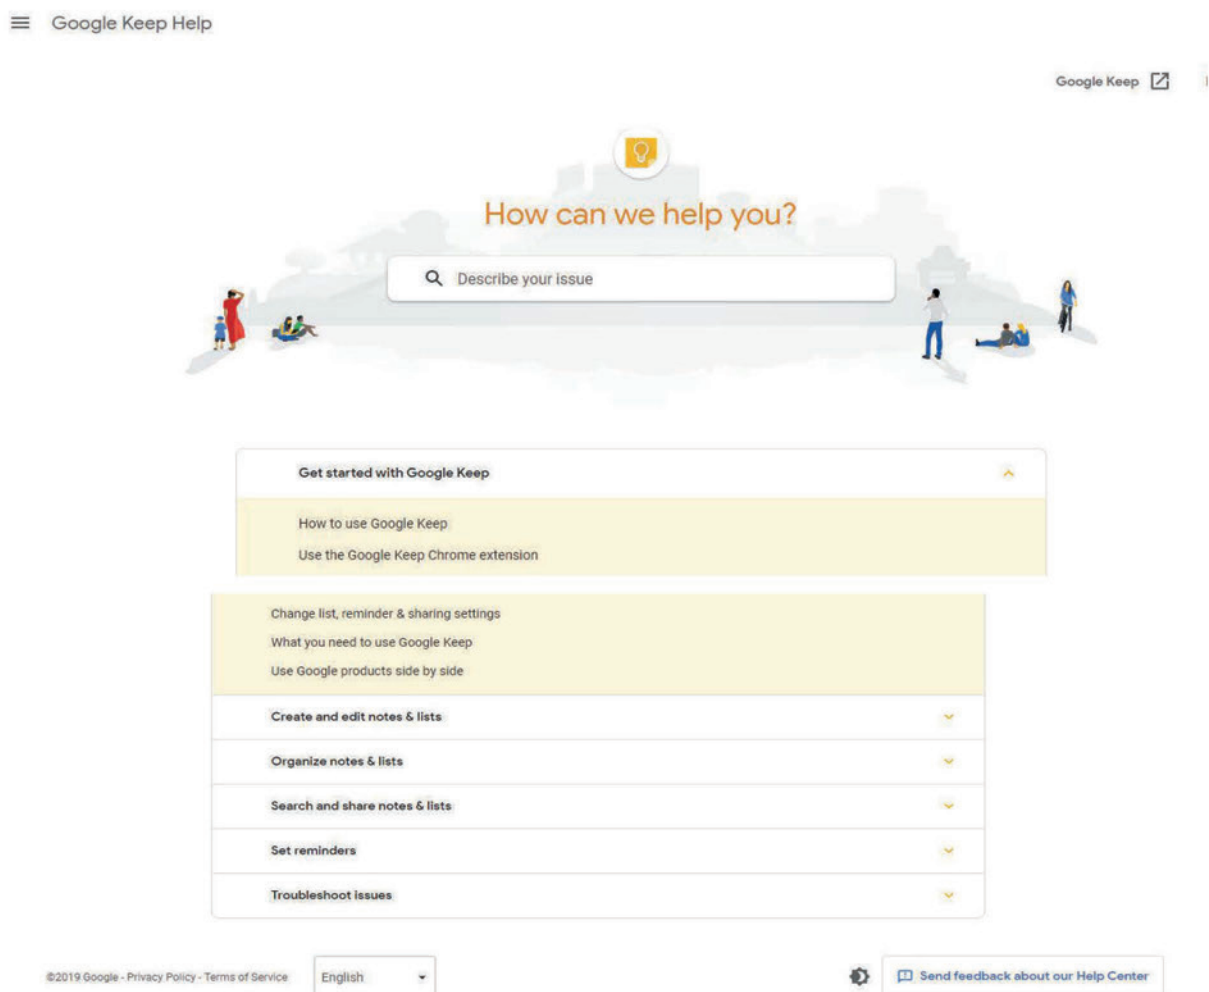 Google Keep Help
Google Keep
How can we help you?
Describe your issue
Get started with Google Keep
How to use Google Keep
Use the Google Keep Chrome extension
Change list, reminder & sharing settings
What you need to use Google Keep
Use Google products side by side
Create and edit notes & lists
Organize notes & lists
Search and share notes & lists
Set reminders
Troubleshoot issues
©2019 Google - Privacy Policy - Terms of Service English Send feedback about our Help Center